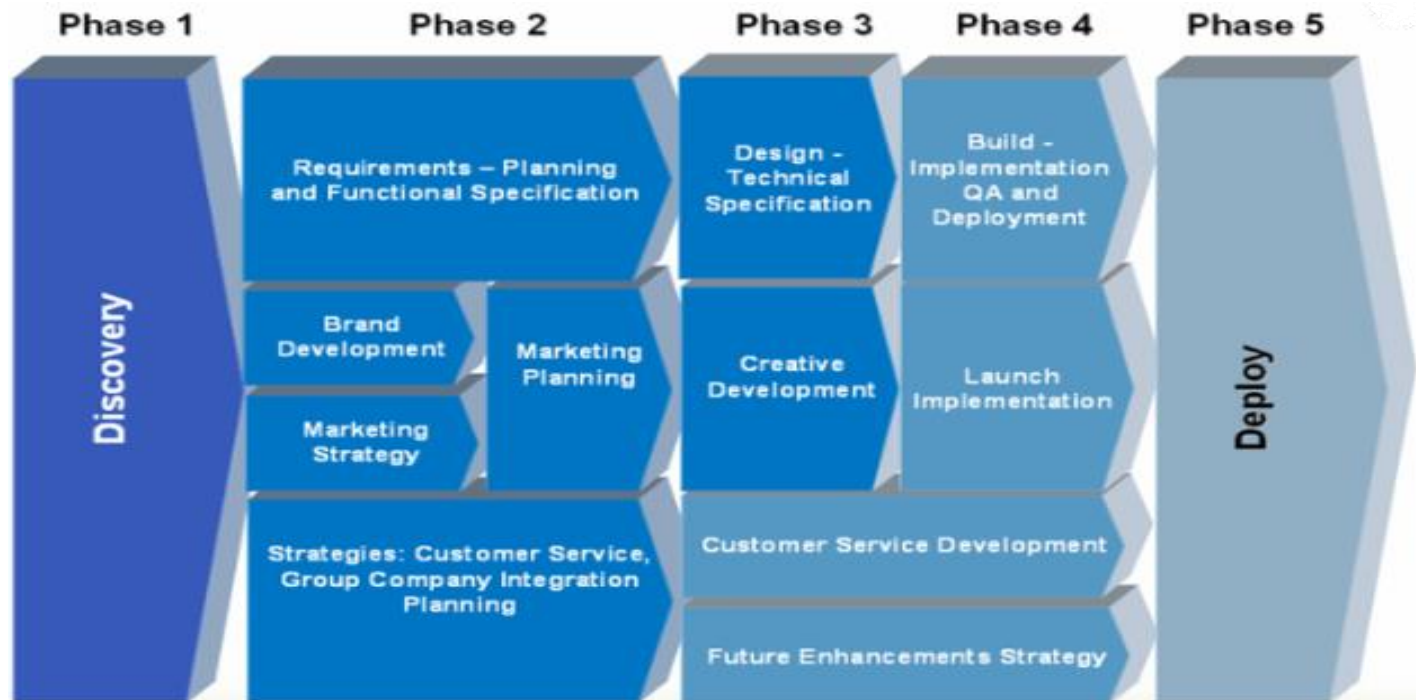 Phase 1
Phase 2
Phase 3
Phase 4
Phase 5
Discovery
Requirements – Planning
and Functional Specification
Brand
Development
Marketing
Strategy
Marketing
Planning
Strategies: Customer Service,
Group Company Integration
Planning
Design -
Technical
Specification
Creative
Development
Build -
Implementation
QA and
Deployment
Launch
Implementation
Customer Service Development
Future Enhancements Strategy
Deploy